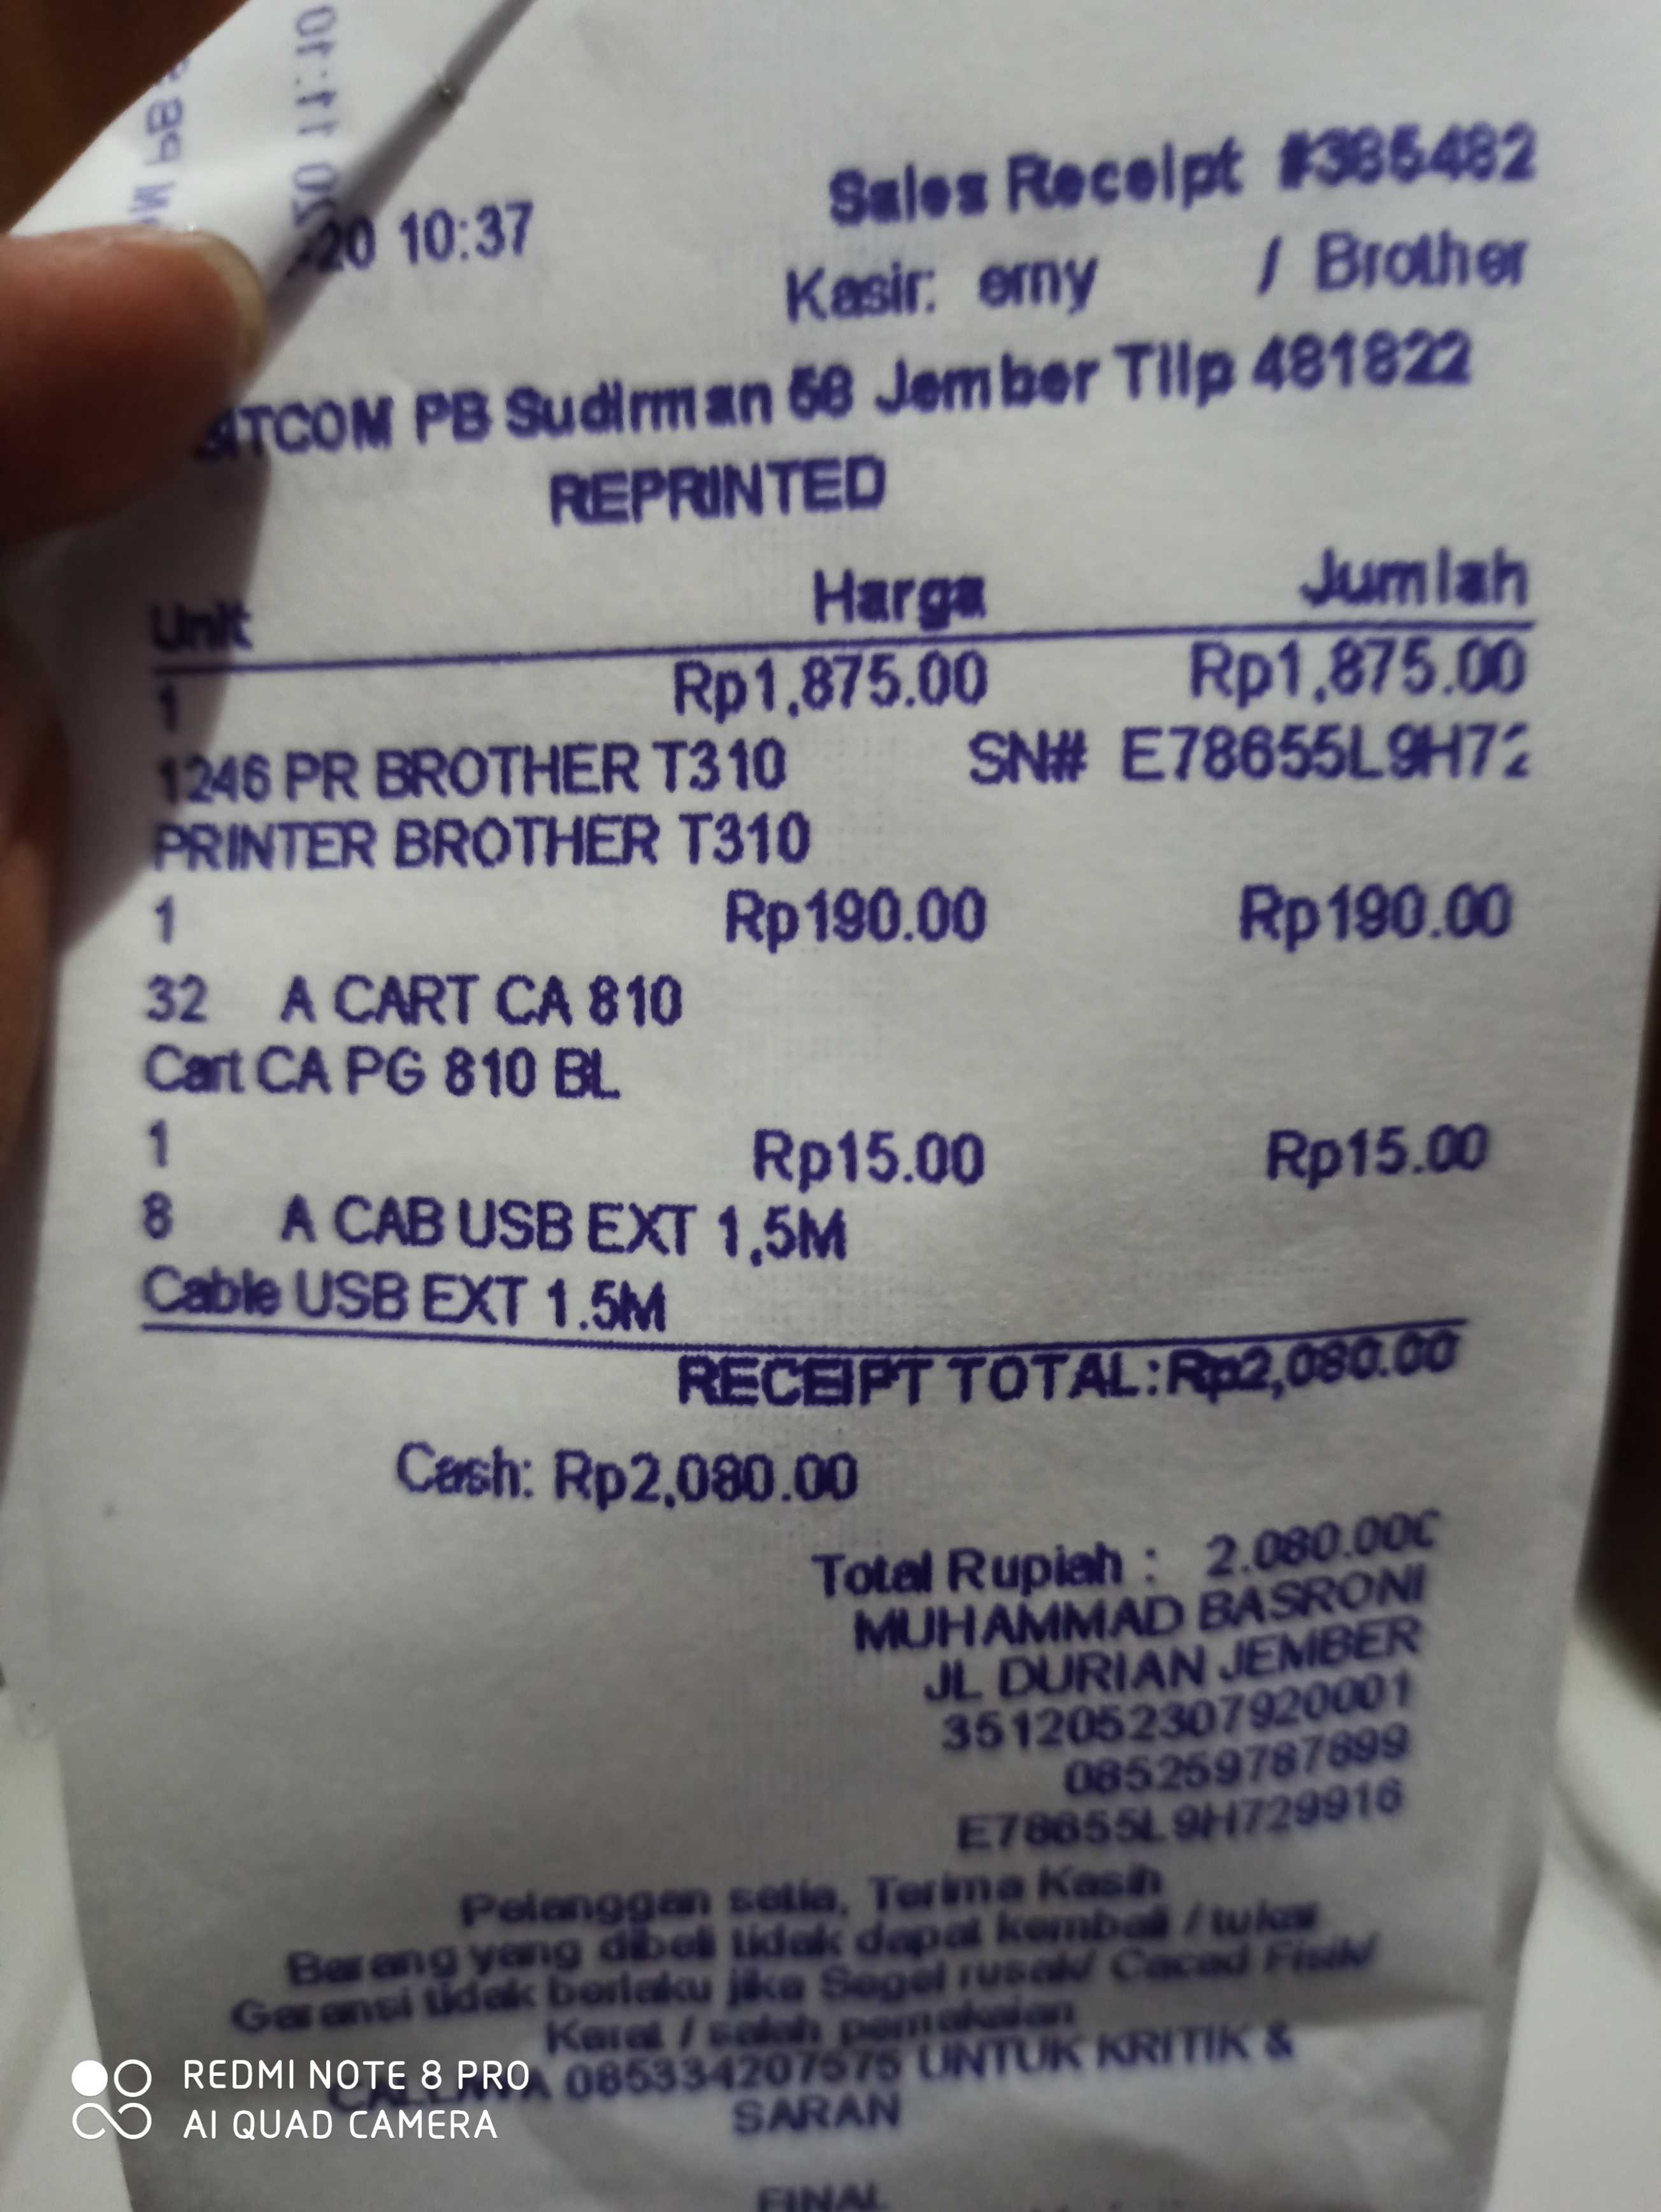 -20 10:37
Sales Receipt #385482
Kasir: erny / Brother
PB Sudirman Jember Tllp 481822
REPRINTED
Unit Harga Jumlah
1 Rp1,875.00 Rp1,875.00
1246 PR BROTHER T310 SN# E78655L9H72
PRINTER BROTHER T310
1 Rp190.00 Rp190.00
32 A CART CA 810
Cart CA PG 810 BL
1 Rp15.00 Rp15.00
8 A CAB USB EXT 1,5M
Cable USB EXT 1.5M
RECEIPT TOTAL: Rp2,080.00
Cash: Rp2,080.00
Total Rupiah : 2.080.000
MUHAMMAD BASRONI
JL DURIAN JEMBER
3512052307920001
085259787899
E78655L9H729916
Pelanggan setia, Terima Kasih
Barang yang dibeli tidak dapat kembali / tukar
Garansi tidak berlaku jika Segel rusak/ Cacad Fisik/
Karat / salah pemakaian
085334207575 UNTUK KRITIK &
SARAN
FINAL
REDMI NOTE 8 PRO
AI QUAD CAMERA